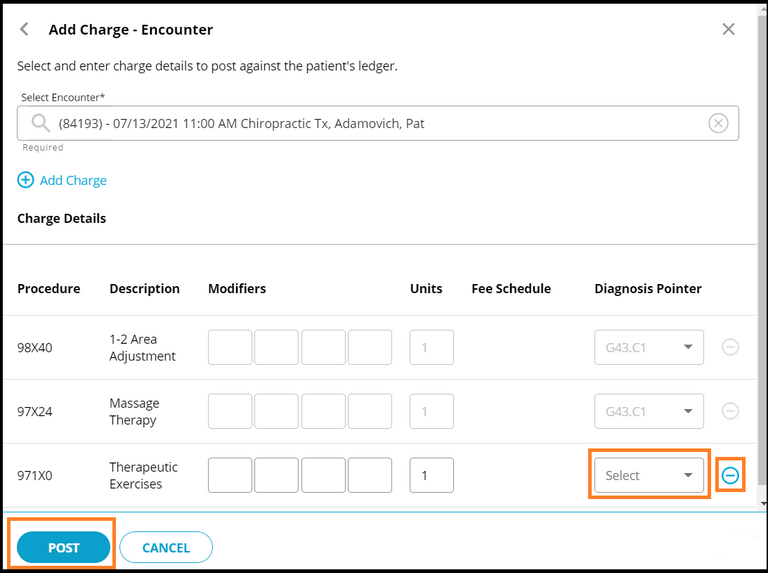 Add Charge - Encounter
Select and enter charge details to post against the patient's ledger.
Select Encounter*
(84193) - 07/13/2021 11:00 AM Chiropractic Tx, Adamovich, Pat
Required
Add Charge
Charge Details
Procedure Description Modifiers Units Fee Schedule Diagnosis Pointer
98X40 1-2 Area Adjustment 1 G43.C1
97X24 Massage Therapy 1 G43.C1
971X0 Therapeutic Exercises 1 Select
POST CANCEL